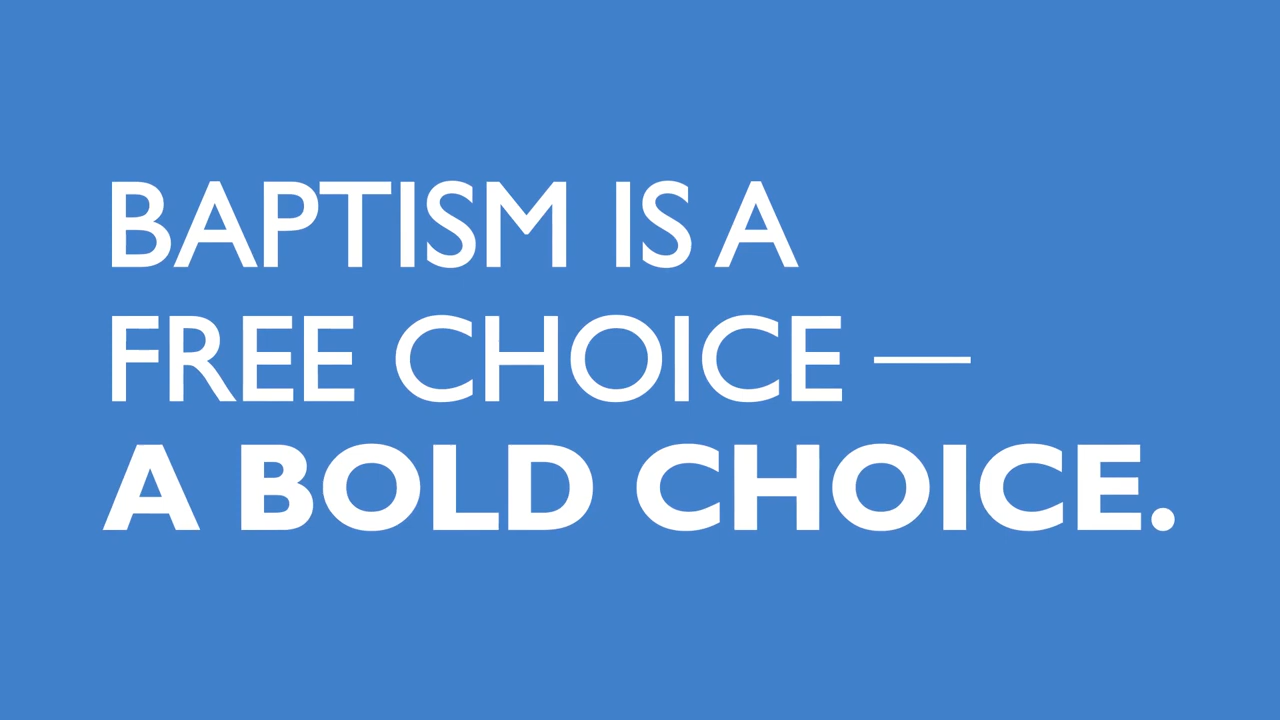 BAPTISM IS A
FREE CHOICE —
A BOLD CHOICE.